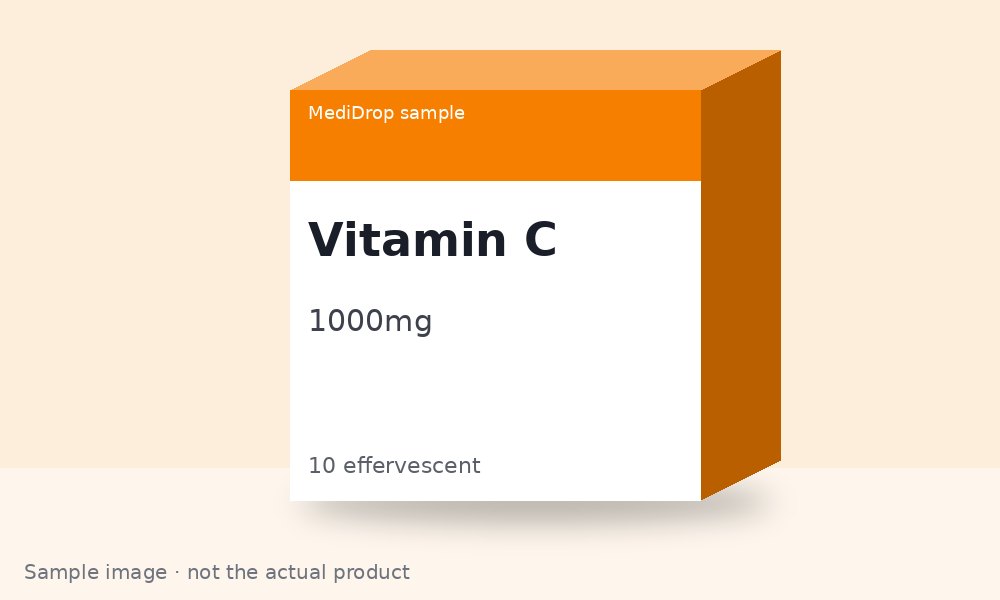 MediDrop sample
Vitamin C
1000mg
10 effervescent
Sample image · not the actual product